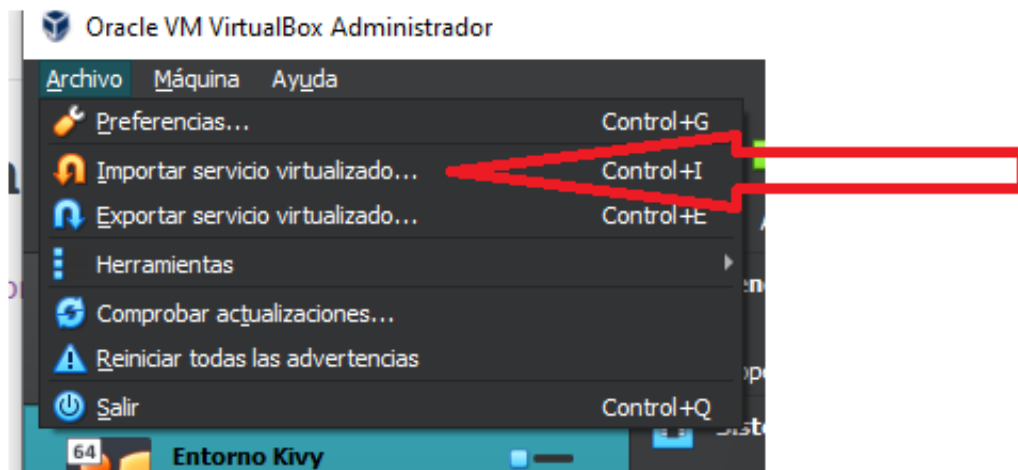 Oracle VM VirtualBox Administrador
Archivo Máquina Ayuda
Preferencias... Control+G
Importar servicio virtualizado... Control+I
Exportar servicio virtualizado... Control+E
Herramientas
Comprobar actualizaciones...
Reiniciar todas las advertencias
Salir Control+Q
64
Entorno Kivy